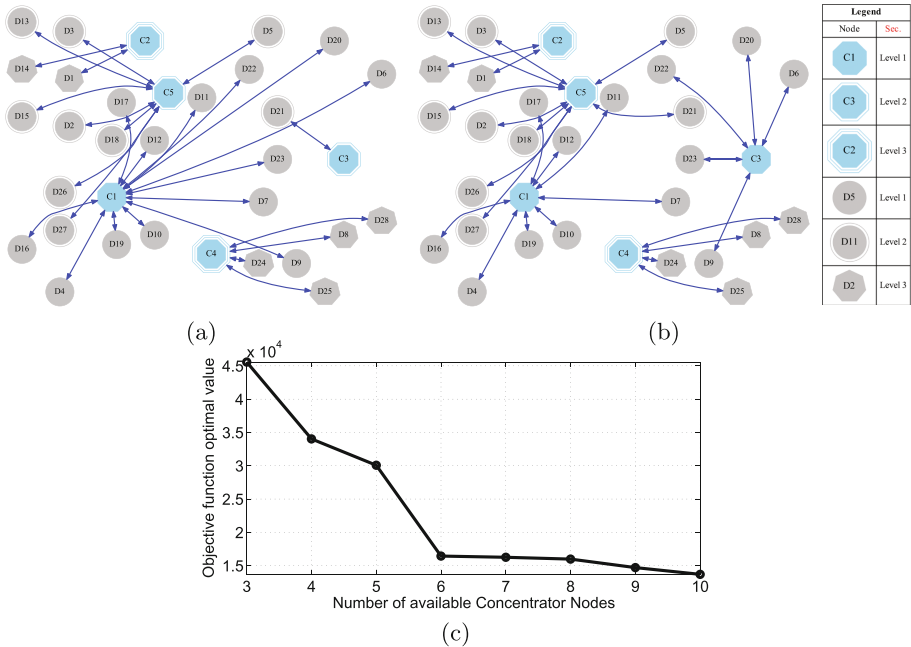 D13
D3
C2
D5
D20
D14
D1
D22
D6
C5
D17
D11
D15
D2
D21
D18
D12
C3
D23
D26
C1
D7
D27
D16
D19
D10
D28
D8
C4
D24
D9
D4
D25
(a)
D13
D3
C2
D5
D20
D14
D1
D22
D6
C5
D17
D11
D15
D2
D21
D18
D12
D23
C3
D26
C1
D7
D27
D16
D19
D10
D28
D8
C4
D24
D9
D4
D25
(b)
Legend
Node Sec.
C1 Level 1
C3 Level 2
C2 Level 3
D5 Level 1
D11 Level 2
D2 Level 3
x 10^4
4.5
4
3.5
3
2.5
2
1.5
Objective function optimal value
3 4 5 6 7 8 9 10
Number of available Concentrator Nodes
(c)